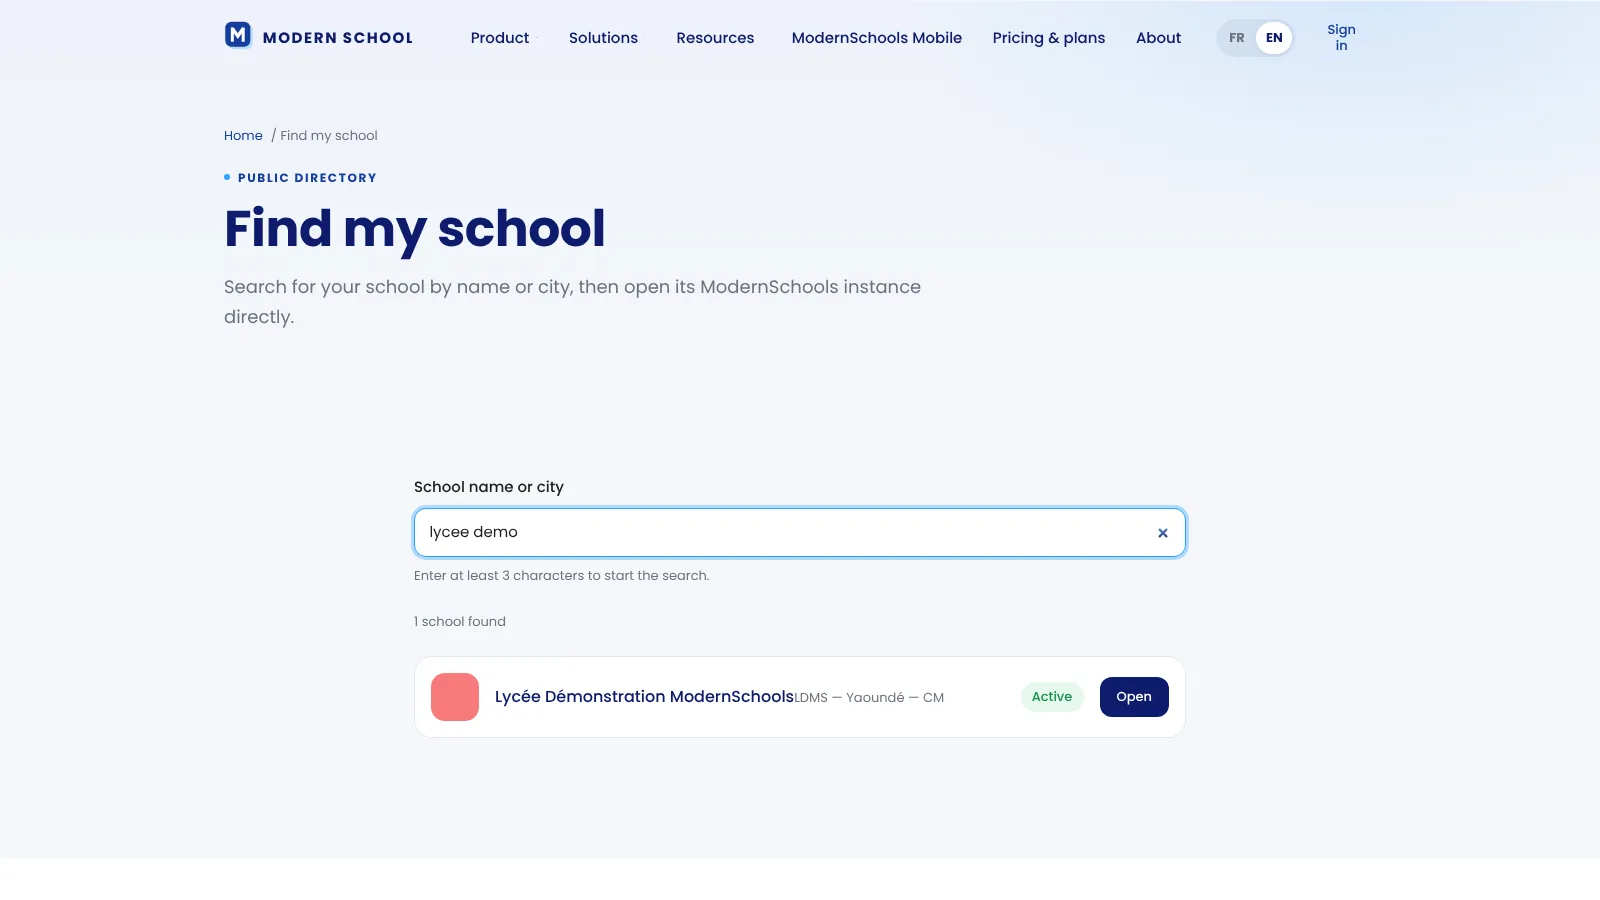 M MODERN SCHOOL
Product
Solutions
Resources
ModernSchools Mobile
Pricing & plans
About
FR
EN
Sign
in
Home / Find my school
PUBLIC DIRECTORY
Find my school
Search for your school by name or city, then open its ModernSchools instance
directly.
School name or city
lycee demo
Enter at least 3 characters to start the search.
1 school found
Lycée Démonstration ModernSchoolsLDMS — Yaoundé — CM
Active
Open